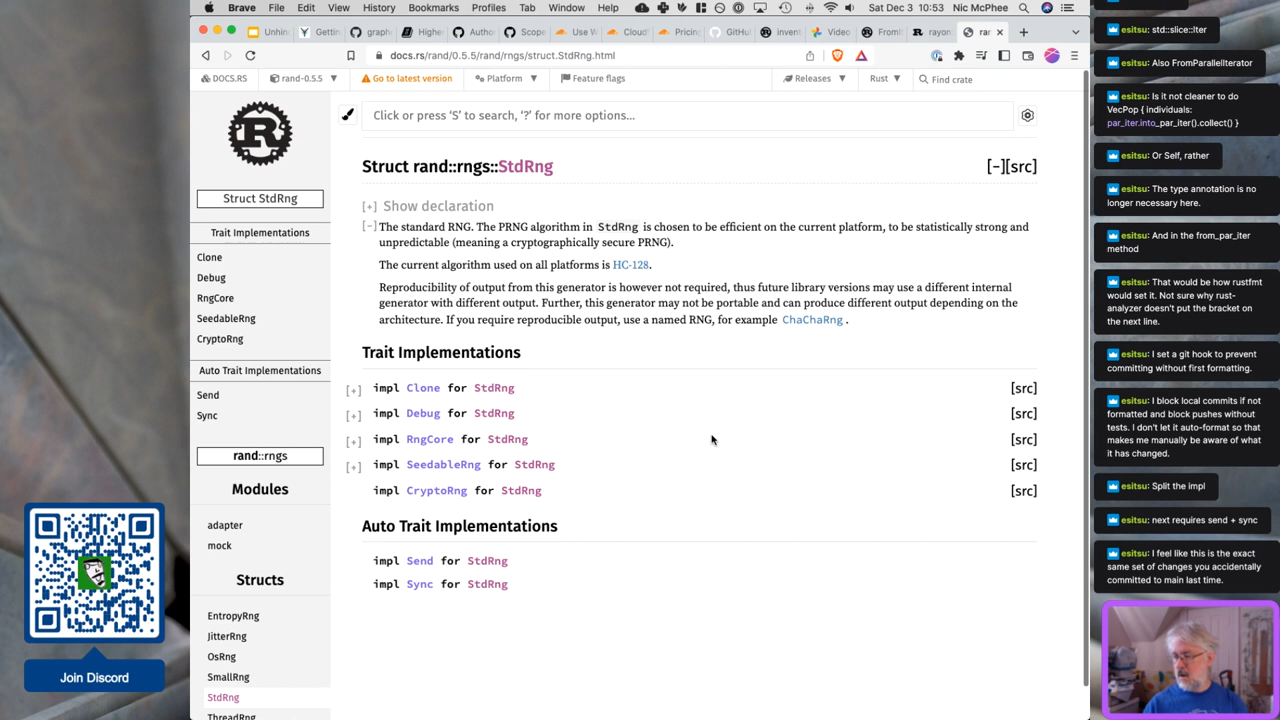 Brave File Edit View History Bookmarks Profiles Tab Window Help
Sat Dec 3 10:53 Nic McPhee
Unhin Gettin graph Higher Autho Scope Work Cloud Pricin GitHu inven Video FromI rayon ran
docs.rs/rand/0.5.5/rand/rngs/struct.StdRng.html
DOCS.RS rand-0.5.5 Go to latest version Platform Feature flags Releases Rust Find crate
Click or press ‘S’ to search, ‘?’ for more options…
Struct rand::rngs::StdRng
[-][src]
[+] Show declaration
[-] The standard RNG. The PRNG algorithm in StdRng is chosen to be efficient on the current platform, to be statistically strong and
unpredictable (meaning a cryptographically secure PRNG).
The current algorithm used on all platforms is HC-128.
Reproducibility of output from this generator is however not required, thus future library versions may use a different internal
generator with different output. Further, this generator may not be portable and can produce different output depending on the
architecture. If you require reproducible output, use a named RNG, for example ChaChaRng .
Trait Implementations
[+] impl Clone for StdRng [src]
[+] impl Debug for StdRng [src]
[+] impl RngCore for StdRng [src]
[+] impl SeedableRng for StdRng [src]
impl CryptoRng for StdRng [src]
Auto Trait Implementations
impl Send for StdRng
impl Sync for StdRng
R
Struct StdRng
Trait Implementations
Clone
Debug
RngCore
SeedableRng
CryptoRng
Auto Trait Implementations
Send
Sync
rand::rngs
Modules
adapter
mock
Structs
EntropyRng
JitterRng
OsRng
SmallRng
StdRng
ThreadRng
Join Discord
esitsu: std::slice::Iter
esitsu: Also FromParallelIterator
esitsu: Is it not cleaner to do
VecPop { individuals:
par_iter.into_par_iter().collect() }
esitsu: Or Self, rather
esitsu: The type annotation is no
longer necessary here.
esitsu: And in the from_par_iter
method
esitsu: That would be how rustfmt
would set it. Not sure why rust-
analyzer doesn't put the bracket on
the next line.
esitsu: I set a git hook to prevent
committing without first formatting.
esitsu: I block local commits if not
formatted and block pushes without
tests. I don't let it auto-format so that
makes me manually be aware of what
it has changed.
esitsu: Split the impl
esitsu: next requires send + sync
esitsu: I feel like this is the exact
same set of changes you accidentally
committed to main last time.